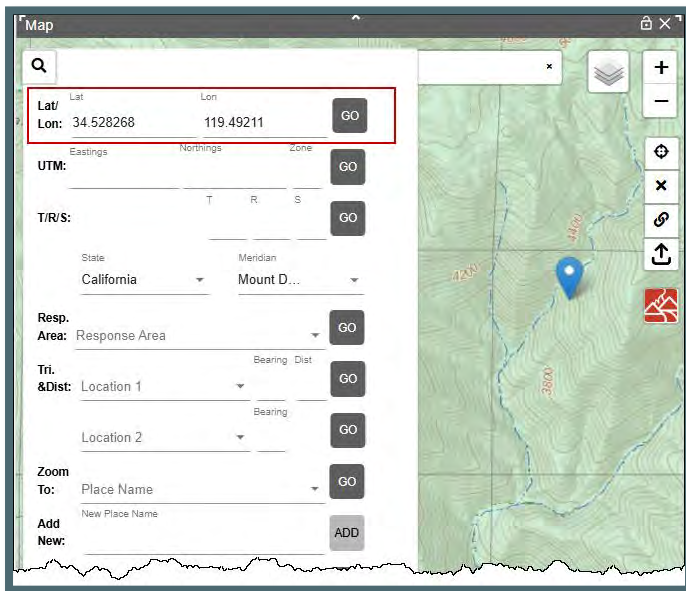 Map
Lat/
Lon:
Lat
34.528268
Lon
119.49211
GO
UTM:
Eastings
Northings
Zone
GO
T/R/S:
T
R
S
GO
State
California
Meridian
Mount D...
Resp.
Area:
Response Area
GO
Tri.
&Dist:
Location 1
Bearing
Dist
GO
Location 2
Bearing
GO
Zoom
To:
Place Name
GO
Add
New:
New Place Name
ADD
4400
4200
3800